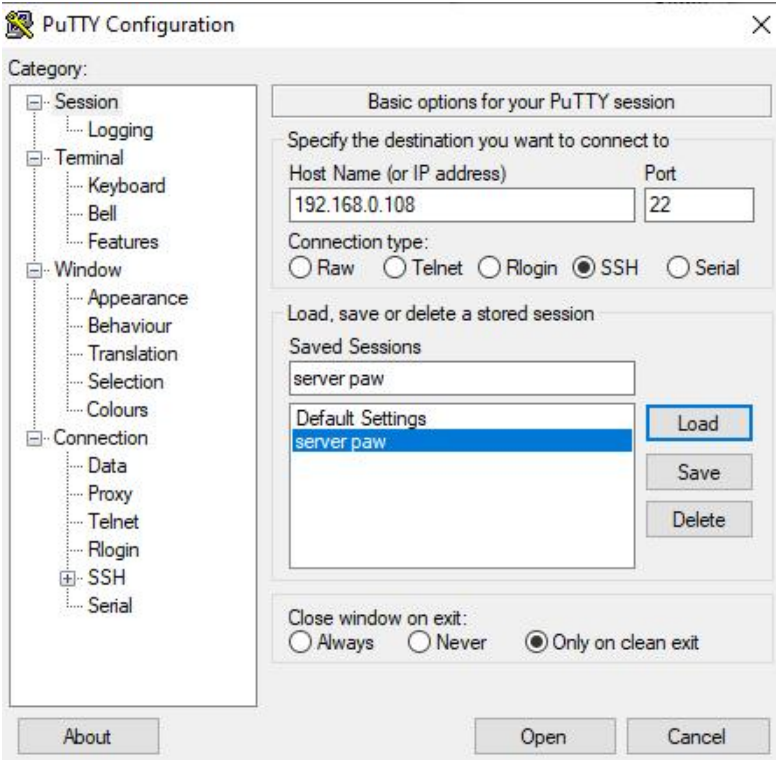 PuTTY Configuration
Category:
Session
Logging
Terminal
Keyboard
Bell
Features
Window
Appearance
Behaviour
Translation
Selection
Colours
Connection
Data
Proxy
Telnet
Rlogin
SSH
Serial
Basic options for your PuTTY session
Specify the destination you want to connect to
Host Name (or IP address) Port
192.168.0.108 22
Connection type:
Raw Telnet Rlogin SSH Serial
Load, save or delete a stored session
Saved Sessions
server paw
Default Settings
server paw
Load
Save
Delete
Close window on exit:
Always Never Only on clean exit
About Open Cancel